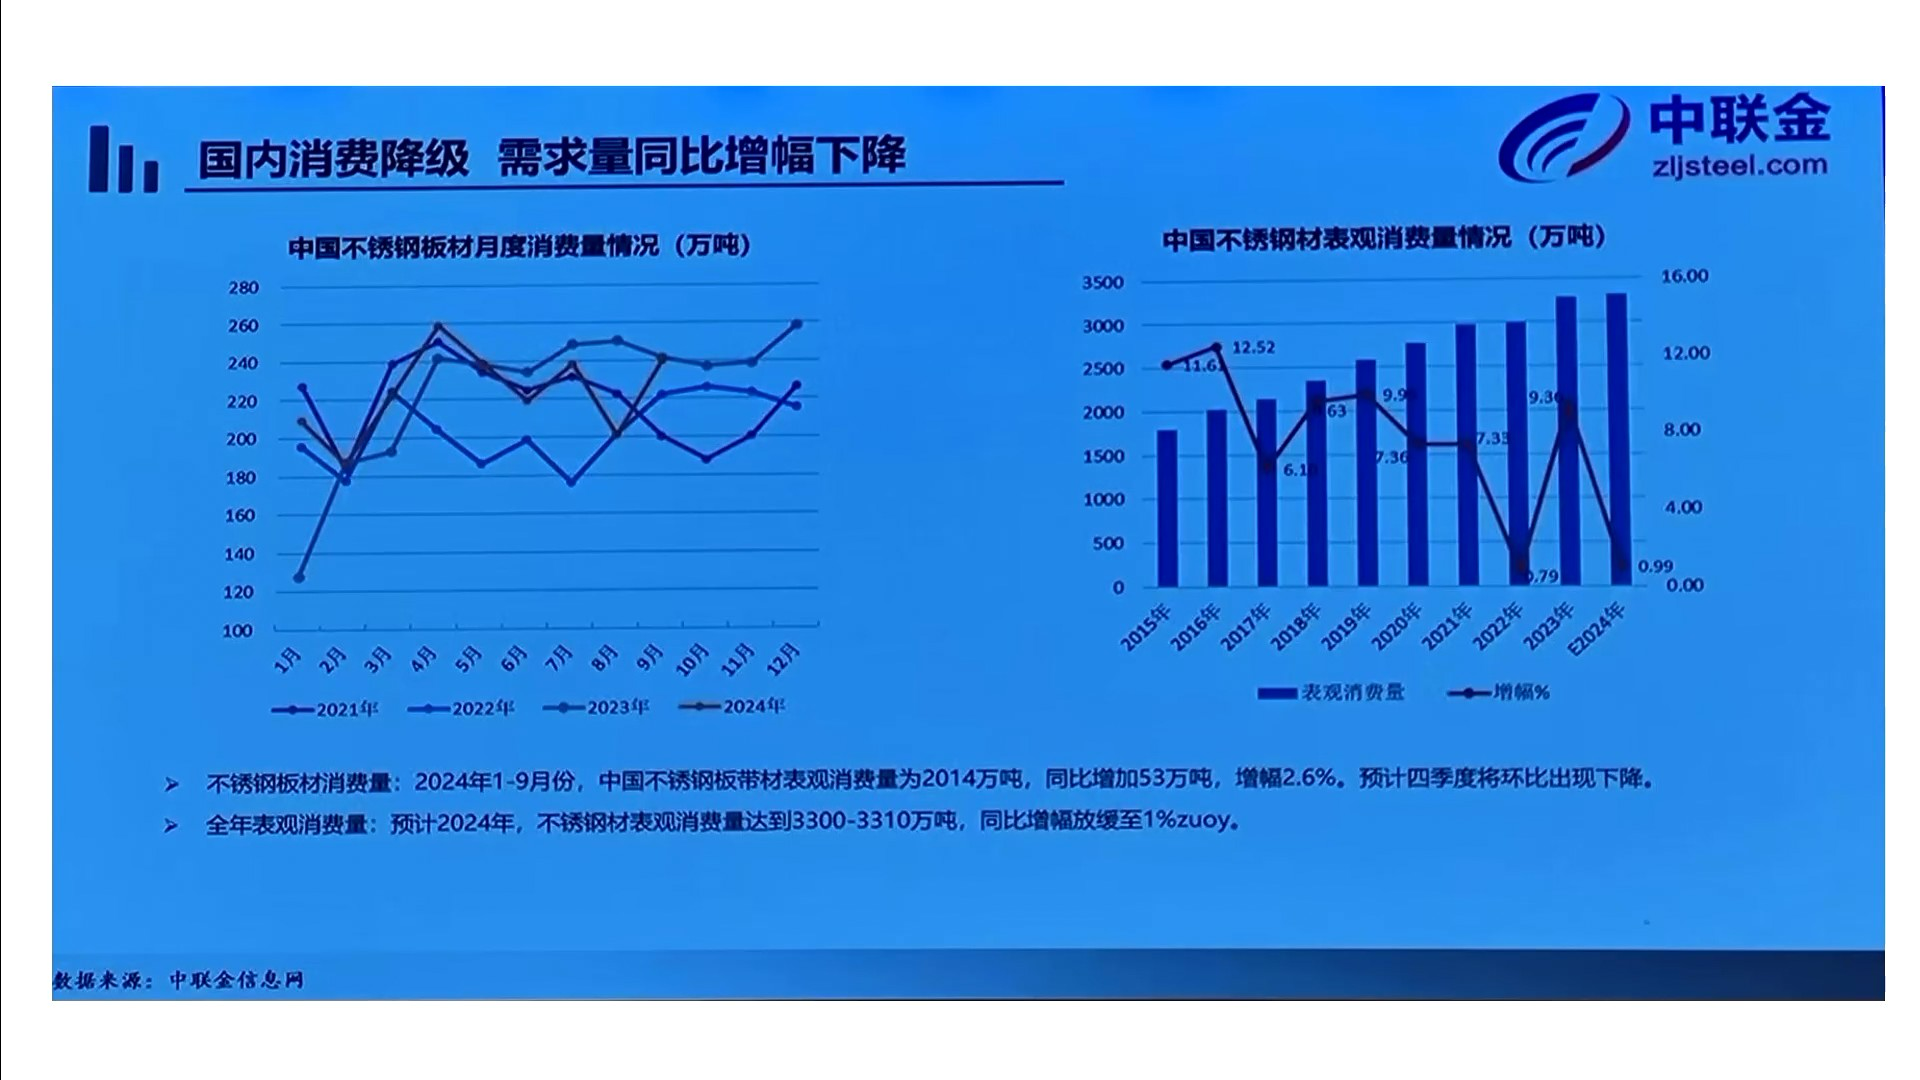 国内消费降级 需求量同比增幅下降
中联金
zljsteel.com
中国不锈钢板材月度消费量情况（万吨）
280
260
240
220
200
180
160
140
120
100
1月 2月 3月 4月 5月 6月 7月 8月 9月 10月 11月 12月
2021年 2022年 2023年 2024年
中国不锈钢材表观消费量情况（万吨）
3500
3000
2500
2000
1500
1000
500
0
16.00
12.00
8.00
4.00
0.00
12.52
9.30
7.36
7.33
0.99
2015年 2016年 2017年 2018年 2019年 2020年 2021年 2022年 2023年 E2024年
表观消费量 增幅%
➢ 不锈钢板材消费量：2024年1-9月份，中国不锈钢板带材表观消费量为2014万吨，同比增加53万吨，增幅2.6%。预计四季度将环比出现下降。
➢ 全年表观消费量：预计2024年，不锈钢材表观消费量达到3300-3310万吨，同比增幅放缓至1%zuoy。
数据来源：中联金信息网